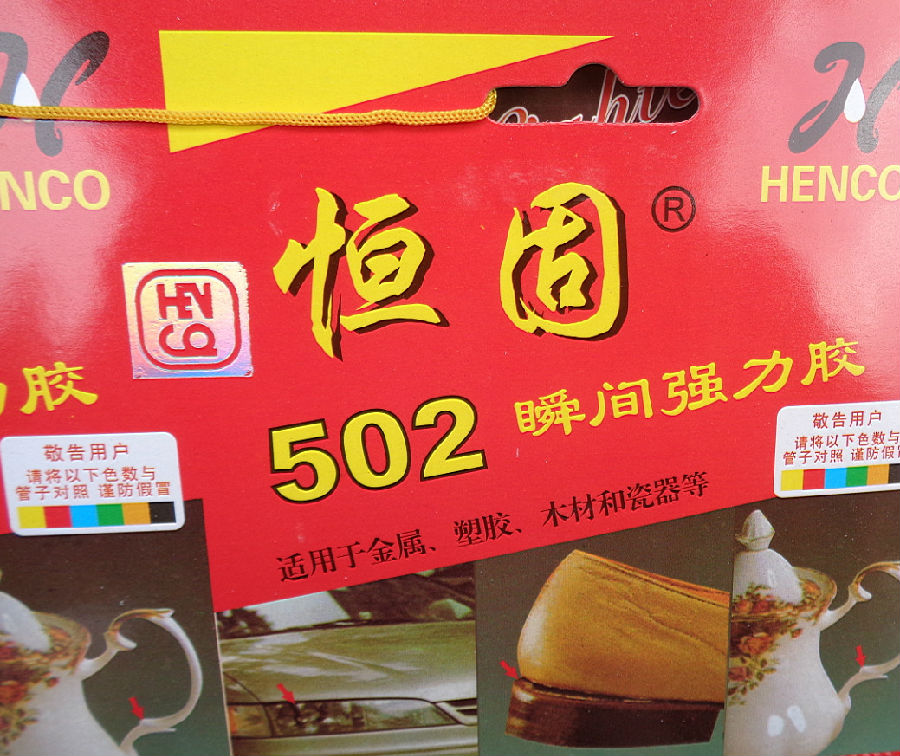 HENCO
恒固®
HENCO
502 瞬间强力胶
力胶
敬告用户
请将以下色数与
管子对照 谨防假冒
敬告用户
请将以下色数与
管子对照 谨防假
适用于金属、塑胶、木材和瓷器等